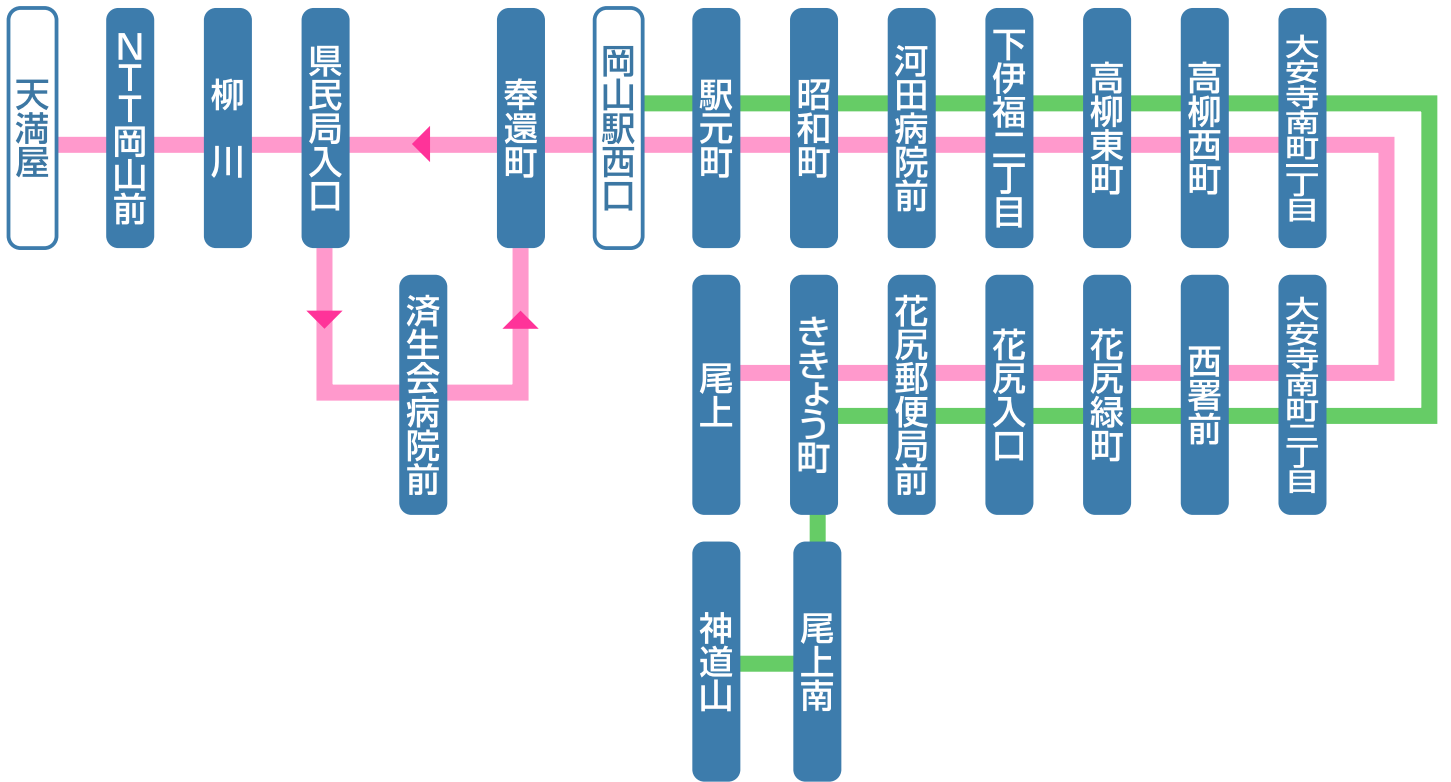 天満屋
NTT岡山前
柳川
県民局入口
奉還町
岡山駅西口
駅元町
昭和町
河田病院前
下伊福二丁目
高柳東町
高柳西町
大安寺南町一丁目
済生会病院前
尾上
ききょう町
花尻郵便局前
花尻入口
花尻緑町
西署前
大安寺南町二丁目
神道山
尾上南